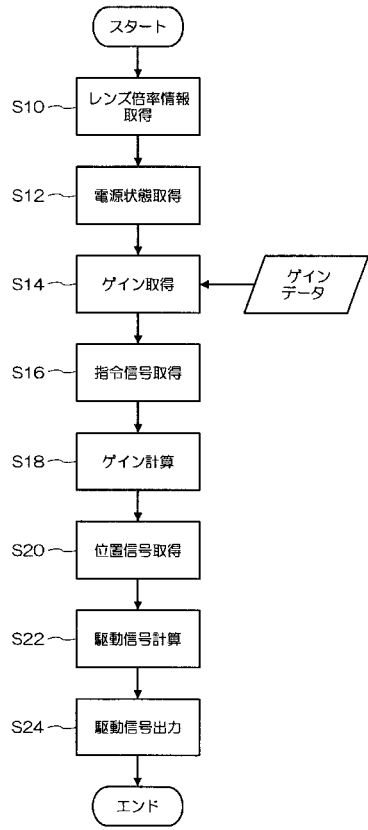 スタート
S10
レンズ倍率情報
取得
S12
電源状態取得
S14
ゲイン取得
ゲイン
データ
S16
指令信号取得
S18
ゲイン計算
S20
位置信号取得
S22
駆動信号計算
S24
駆動信号出力
エンド